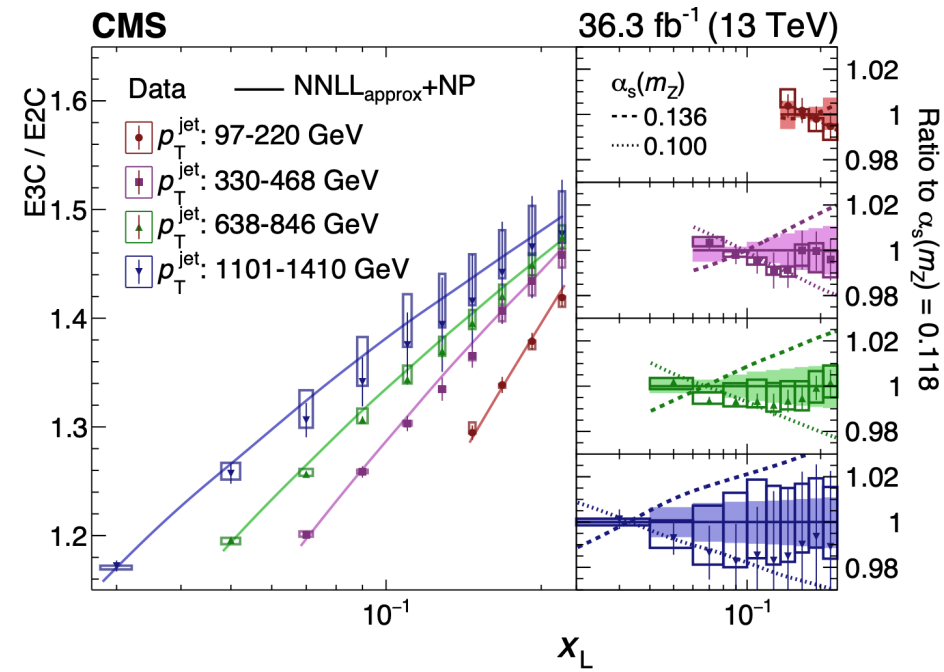 CMS
36.3 fb⁻¹ (13 TeV)
E3C / E2C
1.6
1.5
1.4
1.3
1.2
Data
NNLL_approx+NP
p_T^jet: 97-220 GeV
p_T^jet: 330-468 GeV
p_T^jet: 638-846 GeV
p_T^jet: 1101-1410 GeV
α_s(m_Z)
0.136
0.100
1.02
1
0.98
1.02
1
0.98
1.02
1
0.98
1.02
1
0.98
Ratio to α_s(m_Z) = 0.118
10⁻¹
10⁻¹
x_L